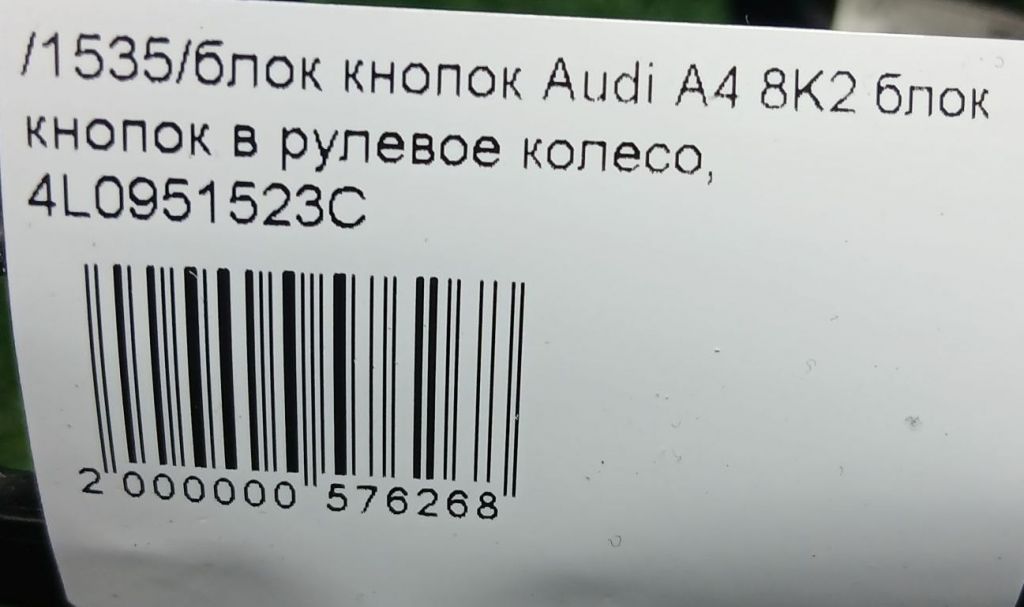 /1535/блок кнопок Audi A4 8K2 блок
кнопок в рулевое колесо,
4L0951523C
2 000000 576268